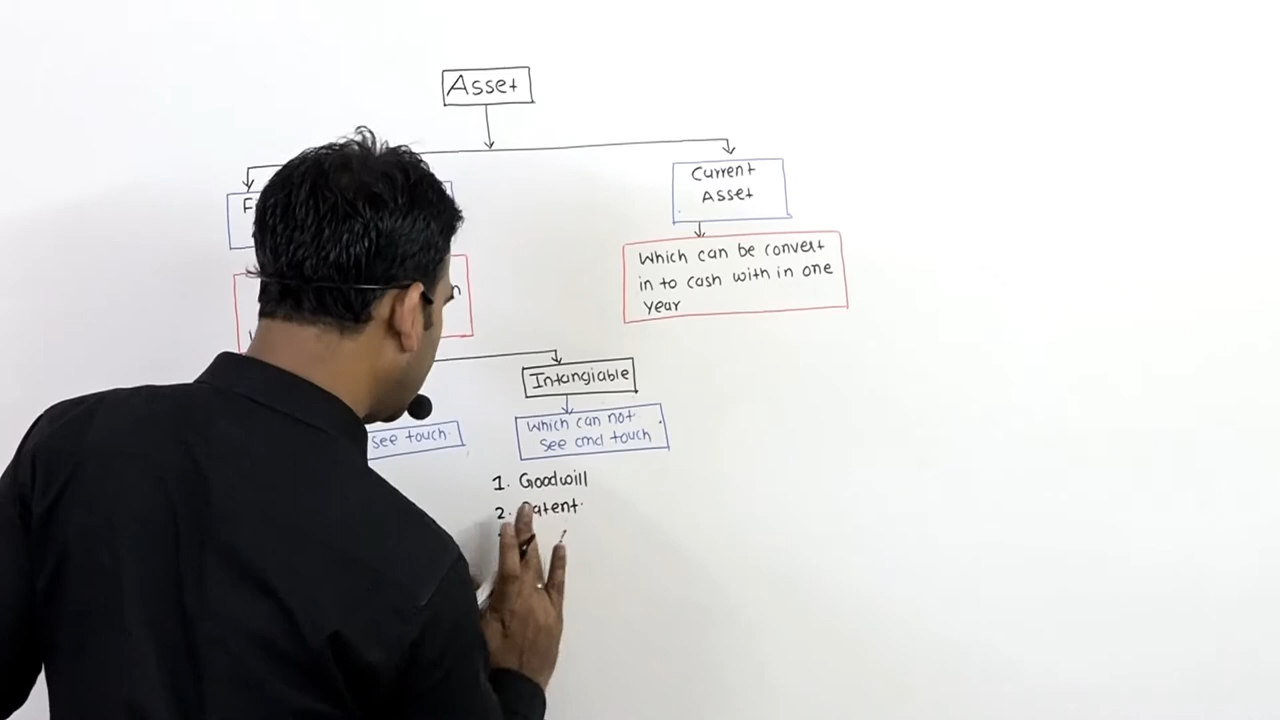 Asset
Current
Asset
Which can be convert
in to cash with in one
year
Intangiable
see touch.
Which can not
see and touch
1. Goodwill
2. Patent.